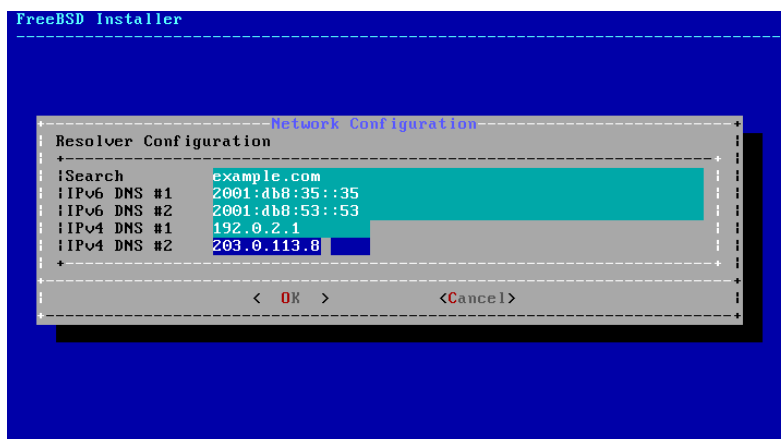 FreeBSD Installer
Network Configuration
Resolver Configuration
Search example.com
IPv6 DNS #1 2001:db8:35::35
IPv6 DNS #2 2001:db8:53::53
IPv4 DNS #1 192.0.2.1
IPv4 DNS #2 203.0.113.8
< OK > <Cancel>